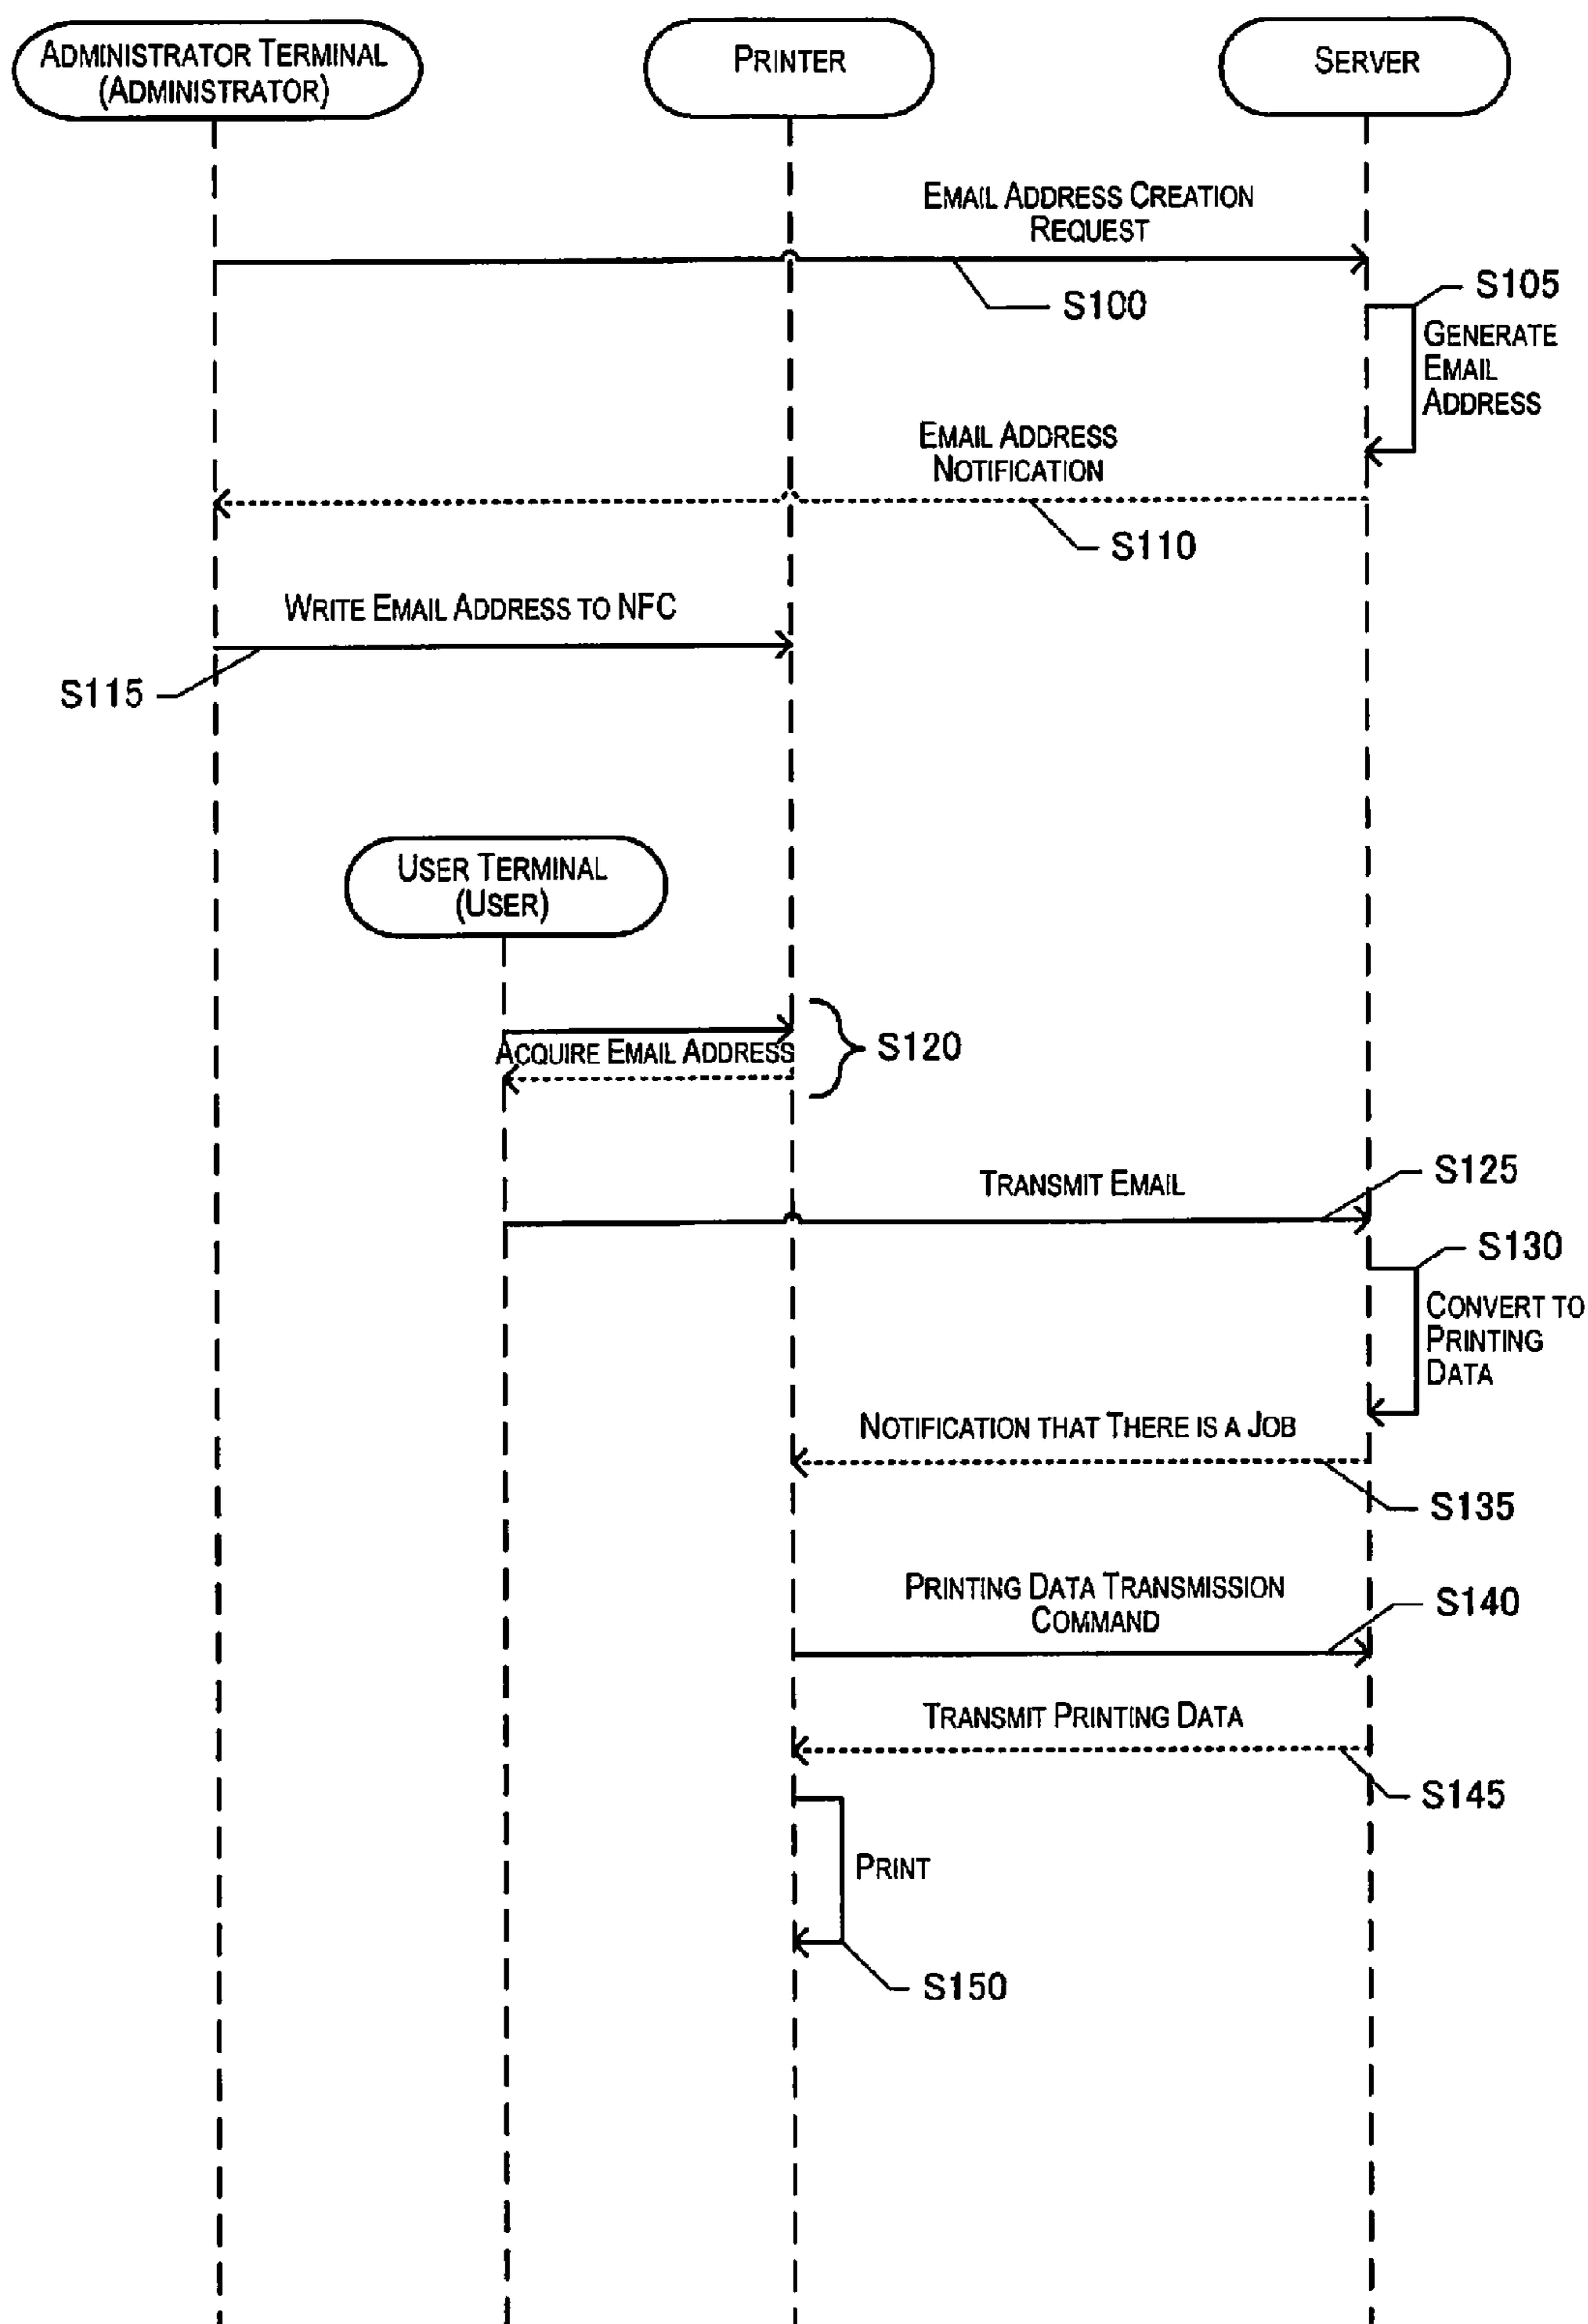 ADMINISTRATOR TERMINAL
(ADMINISTRATOR)
PRINTER
SERVER
EMAIL ADDRESS CREATION
REQUEST
S100
S105
GENERATE
EMAIL
ADDRESS
EMAIL ADDRESS
NOTIFICATION
S110
WRITE EMAIL ADDRESS TO NFC
S115
USER TERMINAL
(USER)
ACQUIRE EMAIL ADDRESS
S120
TRANSMIT EMAIL
S125
S130
CONVERT TO
PRINTING
DATA
NOTIFICATION THAT THERE IS A JOB
S135
PRINTING DATA TRANSMISSION
COMMAND
S140
TRANSMIT PRINTING DATA
S145
PRINT
S150